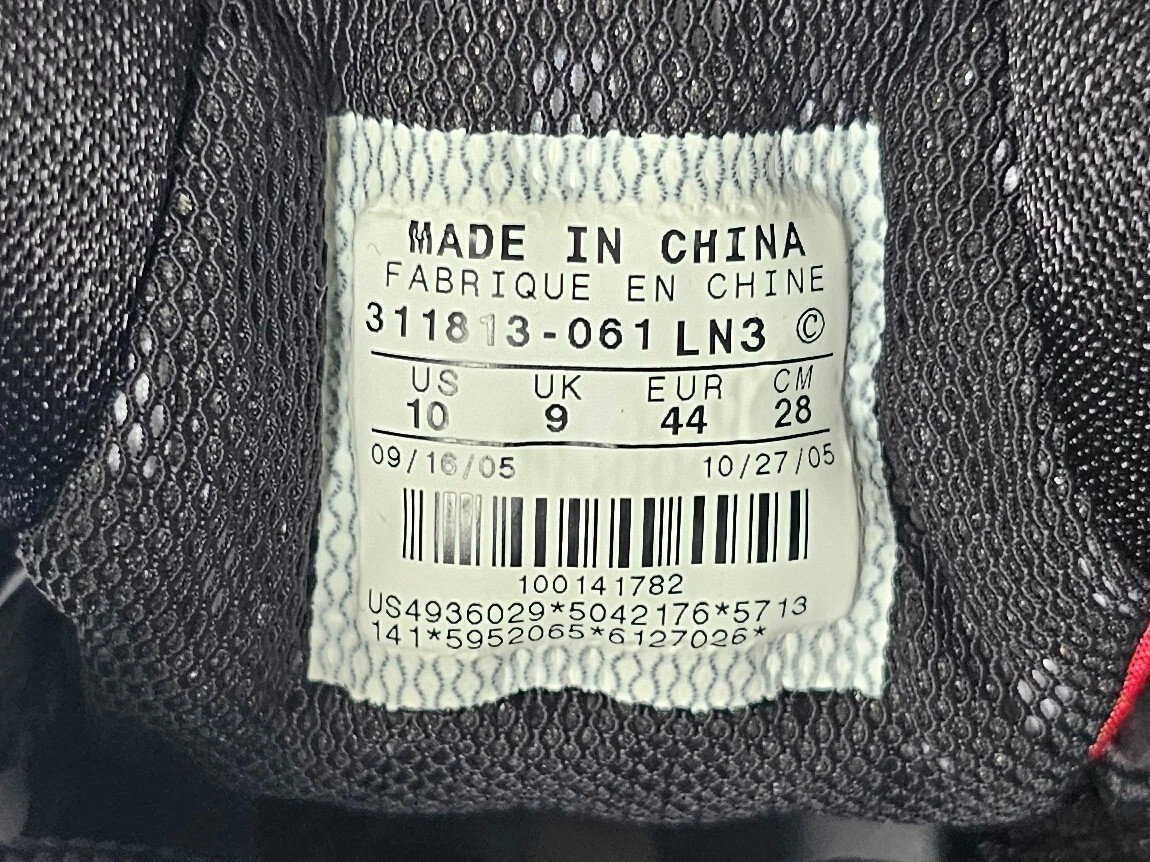 MADE IN CHINA
FABRIQUE EN CHINE
311813-061 LN3 ©
US UK EUR CM
10 9 44 28
09/16/05 10/27/05
100141782
US4936029*5042176*5713
141*5952065*6127026*